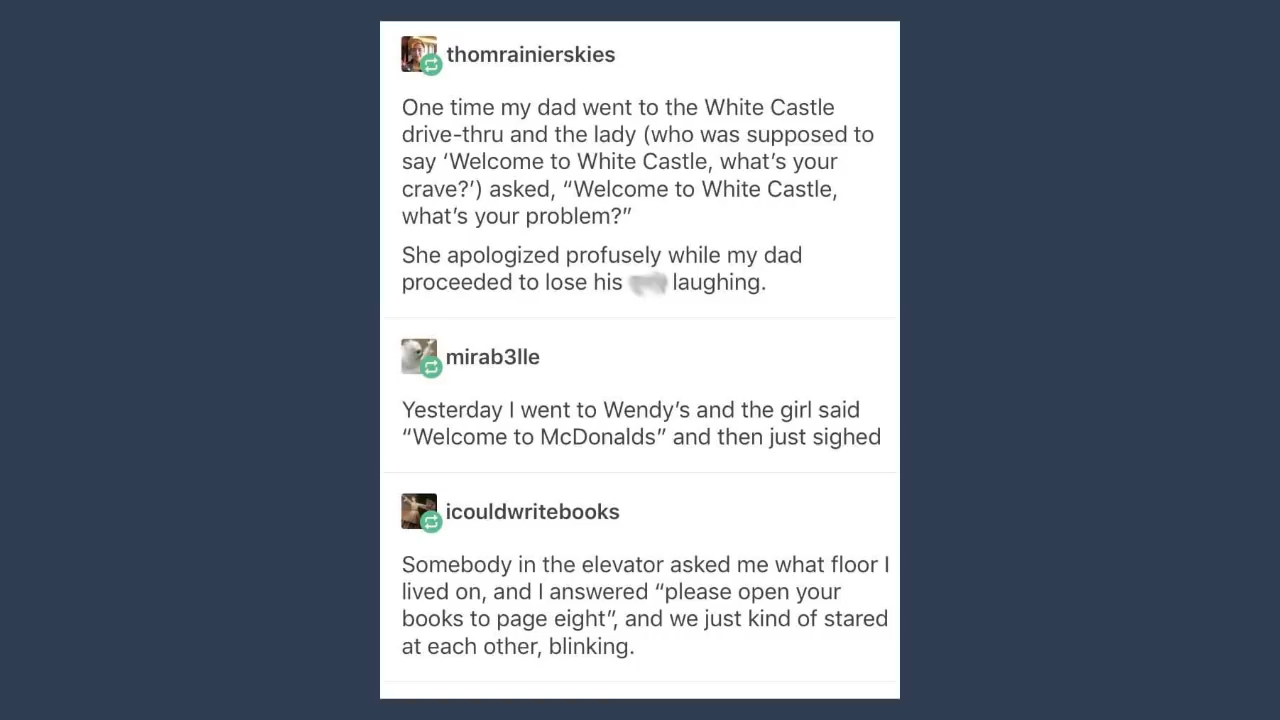 thomrainierskies
One time my dad went to the White Castle
drive-thru and the lady (who was supposed to
say ‘Welcome to White Castle, what’s your
crave?’) asked, “Welcome to White Castle,
what’s your problem?”
She apologized profusely while my dad
proceeded to lose his laughing.
mirab3lle
Yesterday I went to Wendy’s and the girl said
“Welcome to McDonalds” and then just sighed
icouldwritebooks
Somebody in the elevator asked me what floor I
lived on, and I answered “please open your
books to page eight”, and we just kind of stared
at each other, blinking.